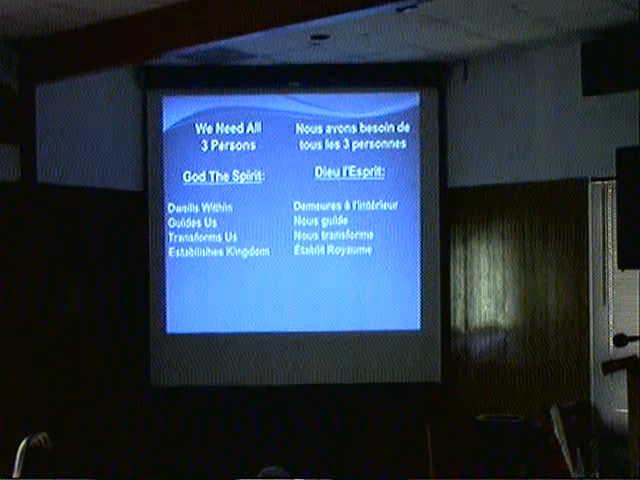 We Need All
3 Persons
God The Spirit:
Dwells Within
Guides Us
Transforms Us
Establishes Kingdom
Nous avons besoin de
tous les 3 personnes
Dieu l'Esprit:
Demeures à l'intérieur
Nous guide
Nous transforme
Établit Royaume